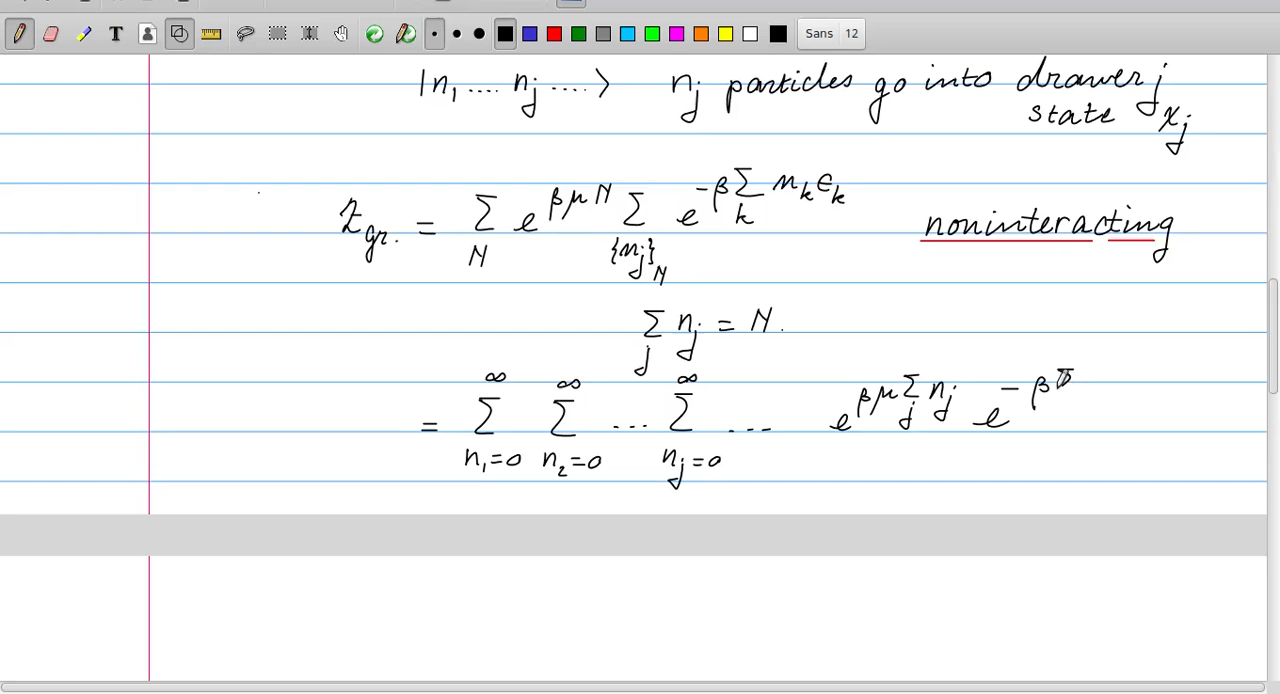 Sans 12
|n₁ .... nⱼ ....⟩ nⱼ particles go into drawer j
state χⱼ
Z_gr. = Σ_N e^{βμN} Σ_{{nⱼ}_N} e^{-β Σ_k n_k ϵ_k} noninteracting
Σ_j nⱼ = N.
= Σ_{n₁=0}^∞ Σ_{n₂=0}^∞ ... Σ_{nⱼ=0}^∞ ... e^{βμ Σ_j nⱼ} e^{-β